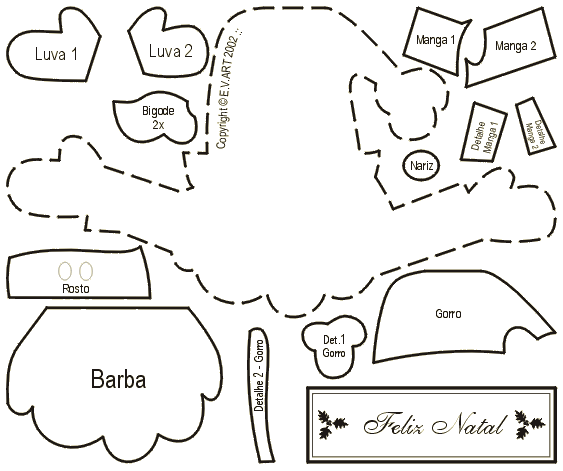 Luva 1
Luva 2
Copyright © E.V.ART 2002 ::
Manga 1
Manga 2
Bigode
2x
Detalhe
Manga 1
Detalhe
Manga 2
Nariz
Rosto
Gorro
Det.1
Gorro
Detalhe 2 - Gorro
Barba
Feliz Natal